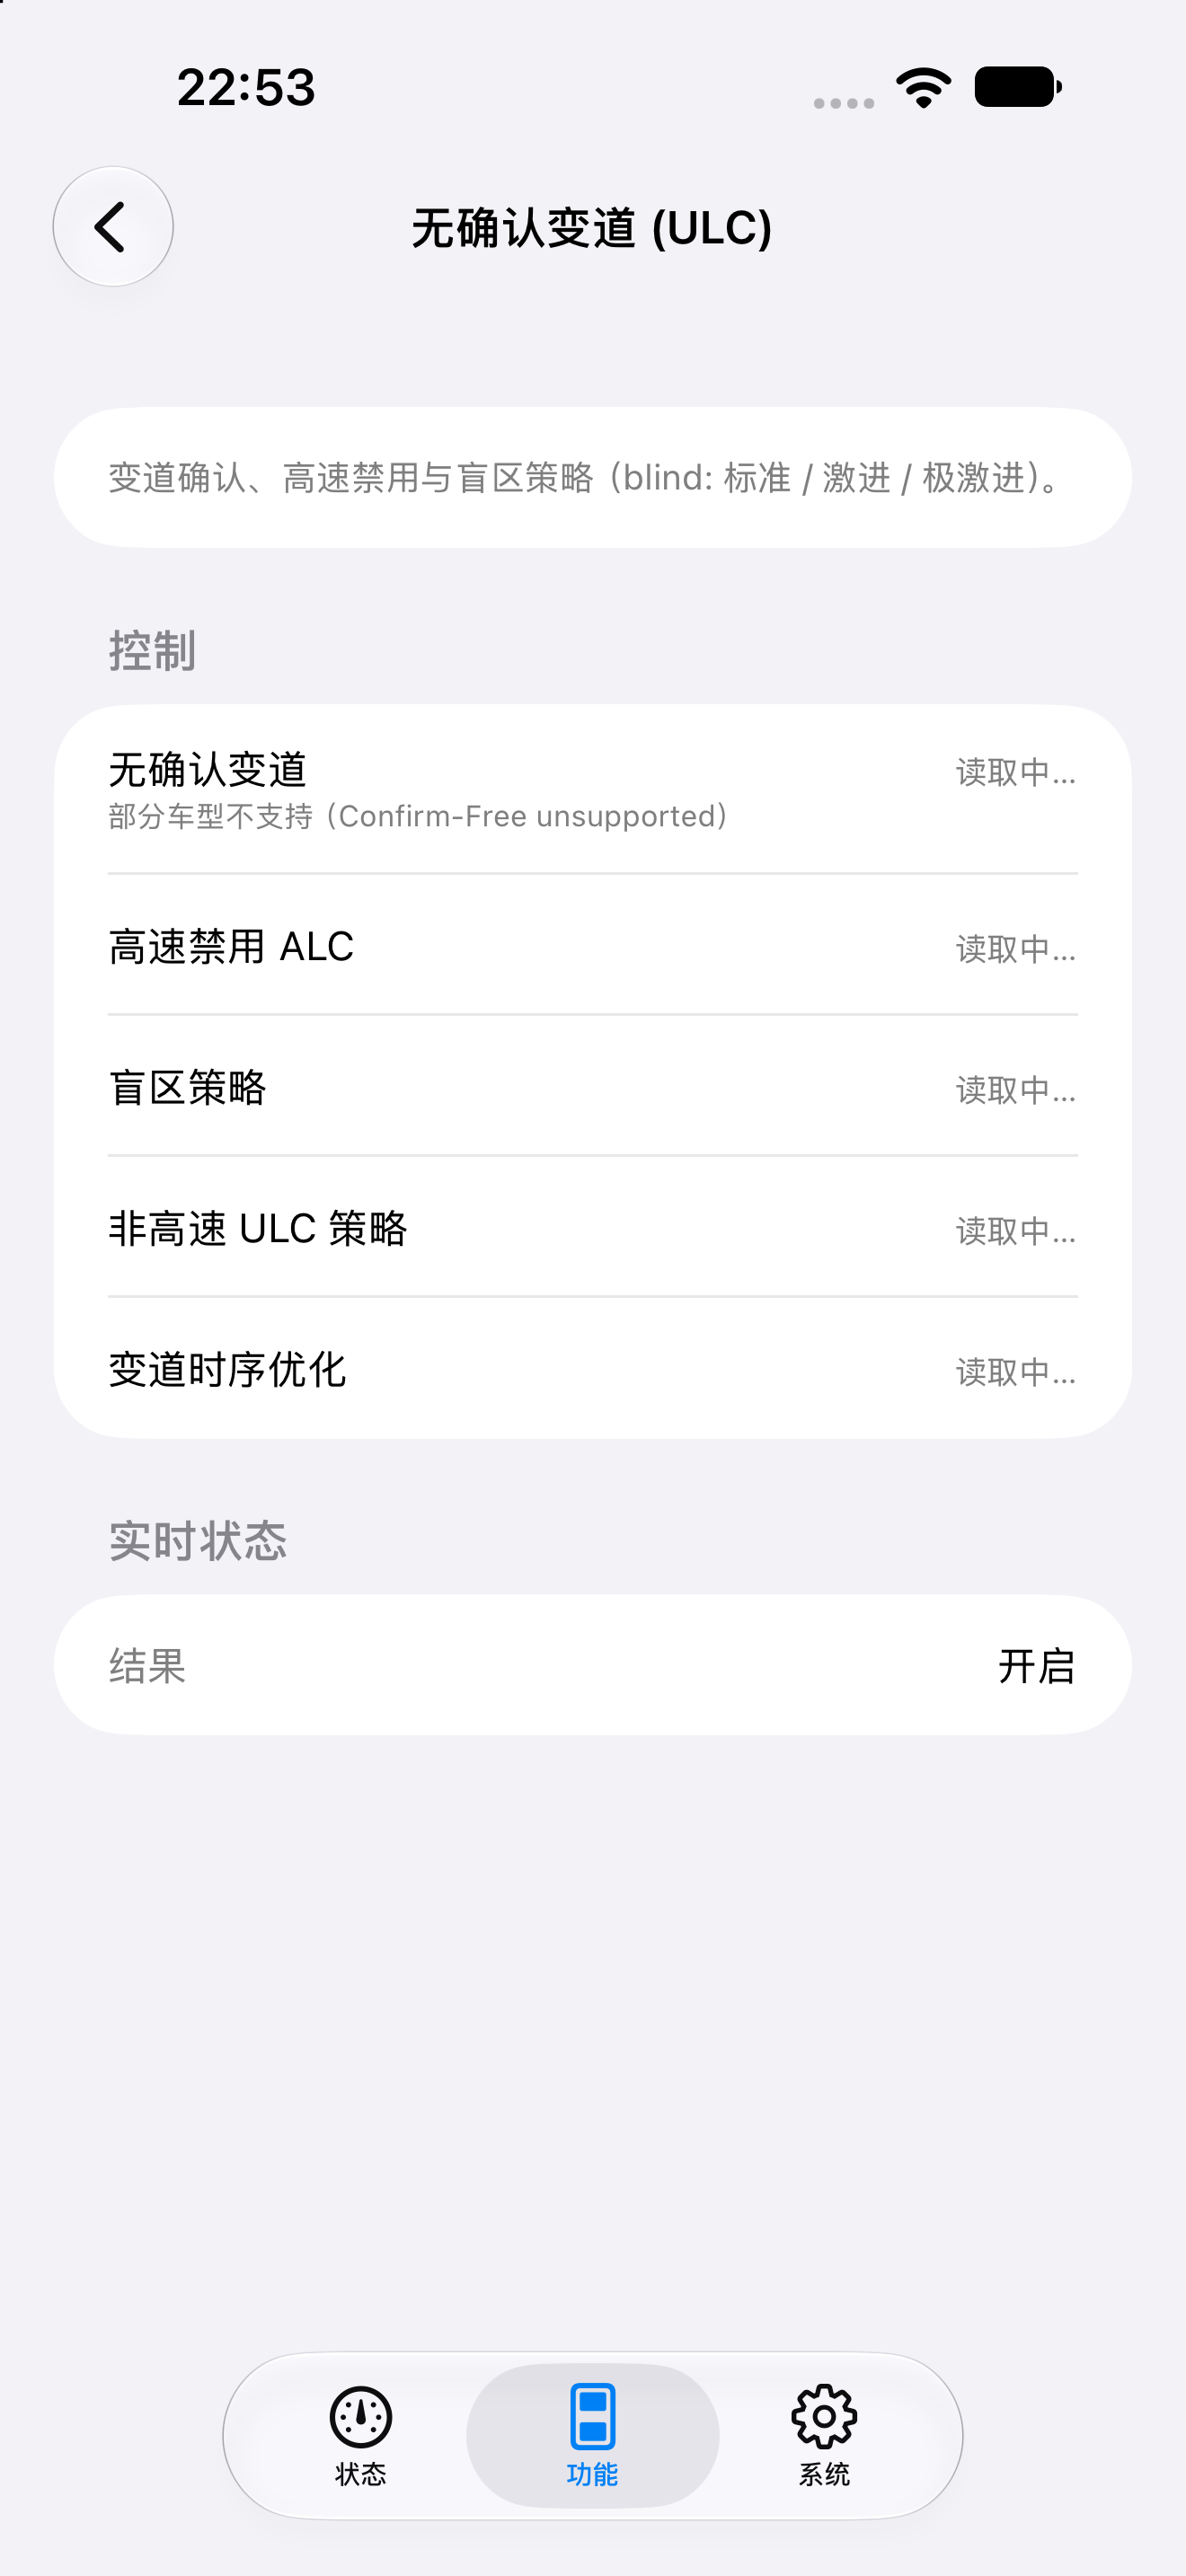 22:53
无确认变道 (ULC)
变道确认、高速禁用与盲区策略（blind: 标准 / 激进 / 极激进）。
控制
无确认变道
读取中...
部分车型不支持（Confirm-Free unsupported）
高速禁用 ALC
读取中...
盲区策略
读取中...
非高速 ULC 策略
读取中...
变道时序优化
读取中...
实时状态
结果
开启
状态
功能
系统